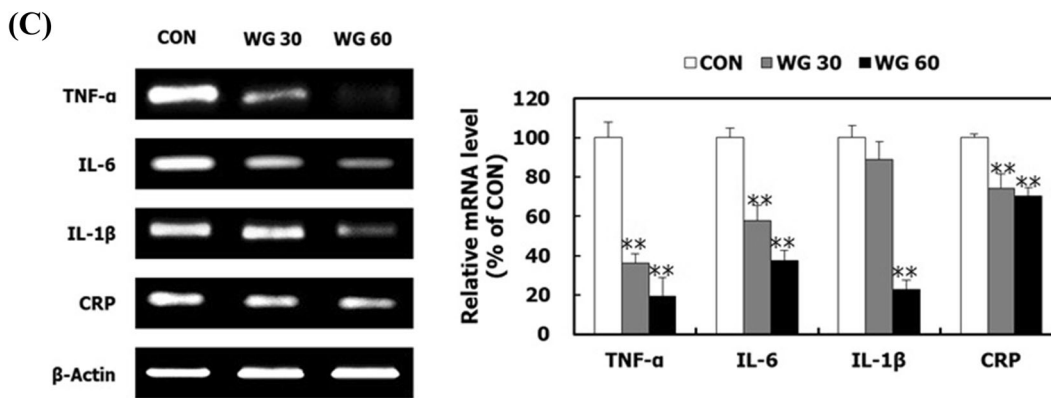 (C)
CON WG 30 WG 60
TNF-α
IL-6
IL-1β
CRP
β-Actin
CON WG 30 WG 60
Relative mRNA level
(% of CON)
120
100
80
60
40
20
0
** ** ** ** ** ** **
TNF-α IL-6 IL-1β CRP